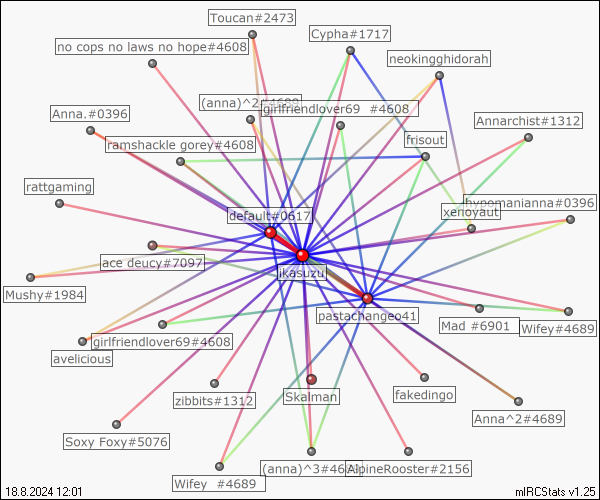 Toucan#2473
Cypha#1717
no cops no laws no hope#4608
neokingghidorah
(anna)^2#4689
girlfriendlover69 #4608
Anna.#0396
Annarchist#1312
ramshackle gorey#4608
frisout
rattgaming
hypomanianna#0396
xenoyaut
default#0617
ace deucy#7097
ikasuzu
Mushy#1984
pastachangeo41
Mad #6901
Wifey#4689
girlfriendlover69#4608
avelicious
zibbits#1312
Skalman
fakedingo
Anna^2#4689
Soxy Foxy#5076
Wifey #4689
(anna)^3#4689
AlpineRooster#2156
18.8.2024 12:01
mIRCStats v1.25